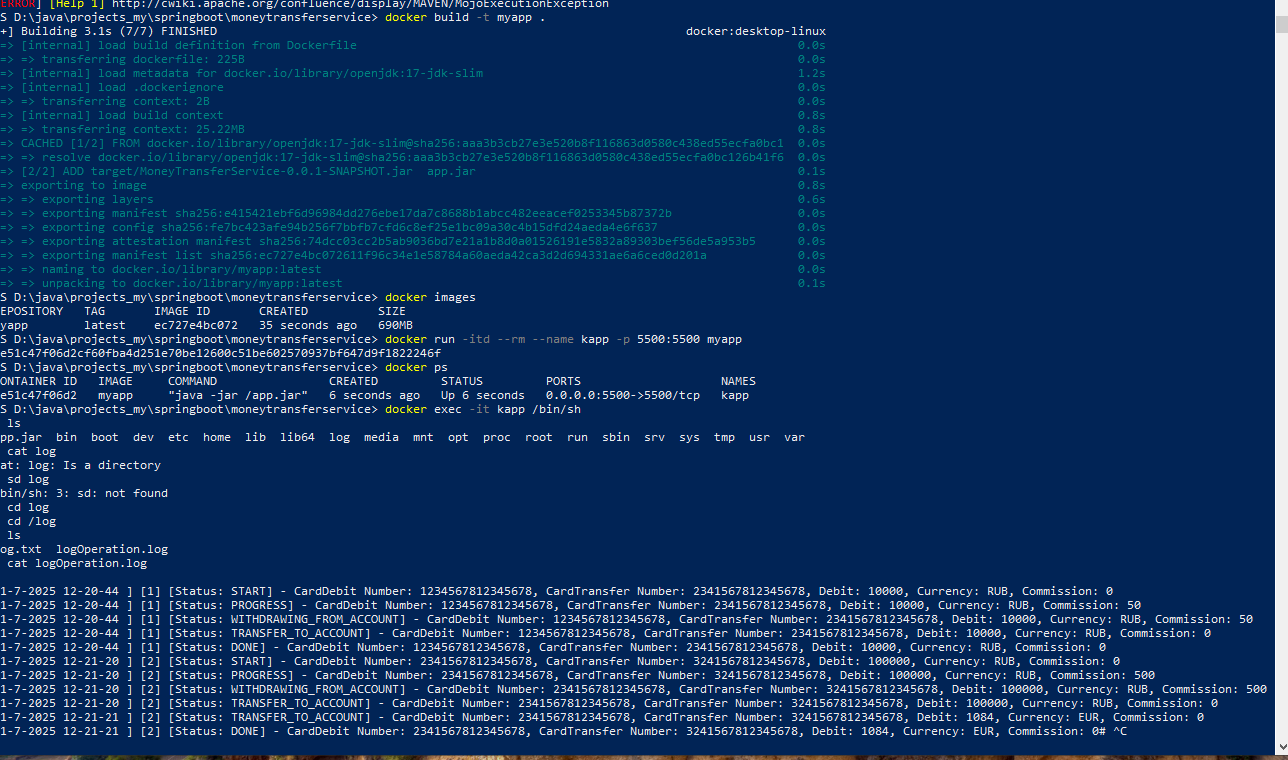 ERROR] [Help 1] http://cwiki.apache.org/confluence/display/MAVEN/MojoExecutionException
S D:\java\projects_my\springboot\moneytransferservice> docker build -t myapp .
+] Building 3.1s (7/7) FINISHED docker:desktop-linux
=> [internal] load build definition from Dockerfile 0.0s
=> => transferring dockerfile: 225B 0.0s
=> [internal] load metadata for docker.io/library/openjdk:17-jdk-slim 1.2s
=> [internal] load .dockerignore 0.0s
=> => transferring context: 2B 0.0s
=> [internal] load build context 0.8s
=> => transferring context: 25.22MB 0.8s
=> CACHED [1/2] FROM docker.io/library/openjdk:17-jdk-slim@sha256:aaa3b3cb27e3e520b8f116863d0580c438ed55ecfa0bc1 0.0s
=> => resolve docker.io/library/openjdk:17-jdk-slim@sha256:aaa3b3cb27e3e520b8f116863d0580c438ed55ecfa0bc126b41f6 0.0s
=> [2/2] ADD target/MoneyTransferService-0.0.1-SNAPSHOT.jar app.jar 0.1s
=> exporting to image 0.8s
=> => exporting layers 0.6s
=> => exporting manifest sha256:e415421ebf6d96984dd276ebe17da7c8688b1abcc482eeacef0253345b87372b 0.0s
=> => exporting config sha256:fe7bc423afe94b256f7bbfb7cfd6c8ef25e1bc09a30c4b15dfd24aeda4e6f637 0.0s
=> => exporting attestation manifest sha256:74dcc03cc2b5ab9036bd7e21a1b8d0a01526191e5832a89303bef56de5a953b5 0.0s
=> => exporting manifest list sha256:ec727e4bc072611f96c34e1e58784a60aeda42ca3d2d694331ae6a6ced0d201a 0.0s
=> => naming to docker.io/library/myapp:latest 0.0s
=> => unpacking to docker.io/library/myapp:latest 0.1s
S D:\java\projects_my\springboot\moneytransferservice> docker images
EPOSITORY TAG IMAGE ID CREATED SIZE
yapp latest ec727e4bc072 35 seconds ago 690MB
S D:\java\projects_my\springboot\moneytransferservice> docker run -itd --rm --name kapp -p 5500:5500 myapp
e51c47f06d2cf60fba4d251e70be12600c51be602570937bf647d9f1822246f
S D:\java\projects_my\springboot\moneytransferservice> docker ps
ONTAINER ID IMAGE COMMAND CREATED STATUS PORTS NAMES
e51c47f06d2 myapp "java -jar /app.jar" 6 seconds ago Up 6 seconds 0.0.0.0:5500->5500/tcp kapp
S D:\java\projects_my\springboot\moneytransferservice> docker exec -it kapp /bin/sh
ls
pp.jar bin boot dev etc home lib lib64 log media mnt opt proc root run sbin srv sys tmp usr var
cat log
at: log: Is a directory
sd log
bin/sh: 3: sd: not found
cd log
cd /log
ls
og.txt logOperation.log
cat logOperation.log
1-7-2025 12-20-44 ] [1] [Status: START] - CardDebit Number: 1234567812345678, CardTransfer Number: 2341567812345678, Debit: 10000, Currency: RUB, Commission: 0
1-7-2025 12-20-44 ] [1] [Status: PROGRESS] - CardDebit Number: 1234567812345678, CardTransfer Number: 2341567812345678, Debit: 10000, Currency: RUB, Commission: 50
1-7-2025 12-20-44 ] [1] [Status: WITHDRAWING_FROM_ACCOUNT] - CardDebit Number: 1234567812345678, CardTransfer Number: 2341567812345678, Debit: 10000, Currency: RUB, Commission: 50
1-7-2025 12-20-44 ] [1] [Status: TRANSFER_TO_ACCOUNT] - CardDebit Number: 1234567812345678, CardTransfer Number: 2341567812345678, Debit: 10000, Currency: RUB, Commission: 0
1-7-2025 12-20-44 ] [1] [Status: DONE] - CardDebit Number: 1234567812345678, CardTransfer Number: 2341567812345678, Debit: 10000, Currency: RUB, Commission: 0
1-7-2025 12-21-20 ] [2] [Status: START] - CardDebit Number: 2341567812345678, CardTransfer Number: 3241567812345678, Debit: 100000, Currency: RUB, Commission: 0
1-7-2025 12-21-20 ] [2] [Status: PROGRESS] - CardDebit Number: 2341567812345678, CardTransfer Number: 3241567812345678, Debit: 100000, Currency: RUB, Commission: 500
1-7-2025 12-21-20 ] [2] [Status: WITHDRAWING_FROM_ACCOUNT] - CardDebit Number: 2341567812345678, CardTransfer Number: 3241567812345678, Debit: 100000, Currency: RUB, Commission: 500
1-7-2025 12-21-20 ] [2] [Status: TRANSFER_TO_ACCOUNT] - CardDebit Number: 2341567812345678, CardTransfer Number: 3241567812345678, Debit: 100000, Currency: RUB, Commission: 0
1-7-2025 12-21-21 ] [2] [Status: TRANSFER_TO_ACCOUNT] - CardDebit Number: 2341567812345678, CardTransfer Number: 3241567812345678, Debit: 1084, Currency: EUR, Commission: 0
1-7-2025 12-21-21 ] [2] [Status: DONE] - CardDebit Number: 2341567812345678, CardTransfer Number: 3241567812345678, Debit: 1084, Currency: EUR, Commission: 0# ^C